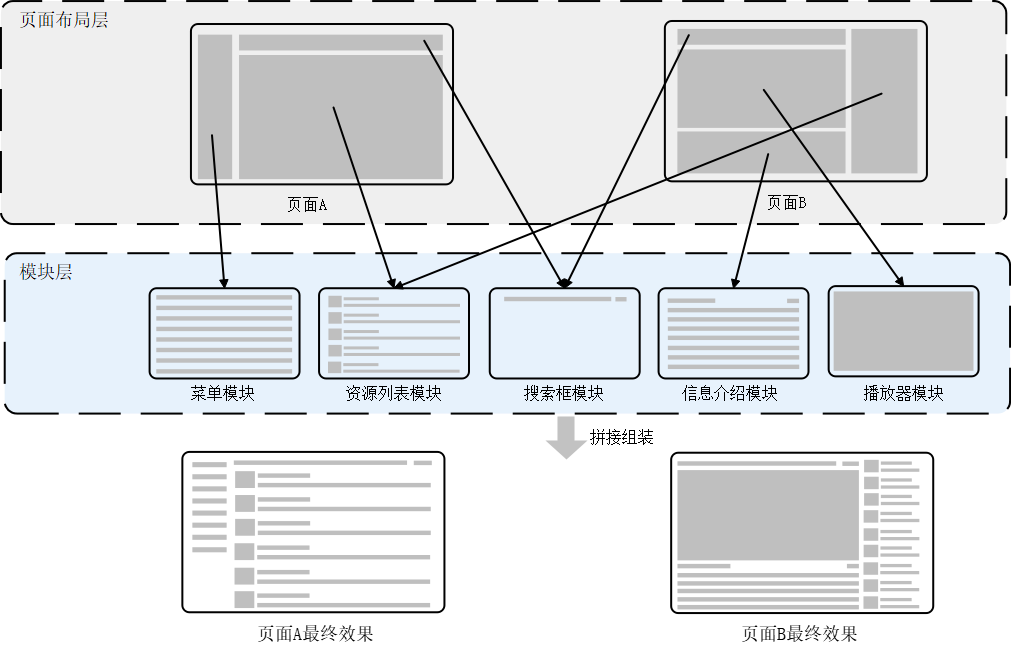 页面布局层
页面A
页面B
模块层
菜单模块
资源列表模块
搜索框模块
信息介绍模块
播放器模块
拼接组装
页面A最终效果
页面B最终效果